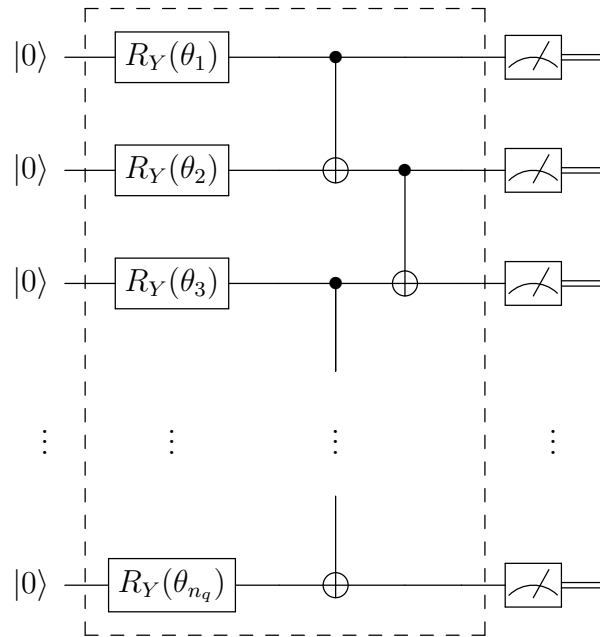 |0⟩ R_Y(θ_1)
|0⟩ R_Y(θ_2)
|0⟩ R_Y(θ_3)
⋮ ⋮ ⋮ ⋮
|0⟩ R_Y(θ_{n_q})